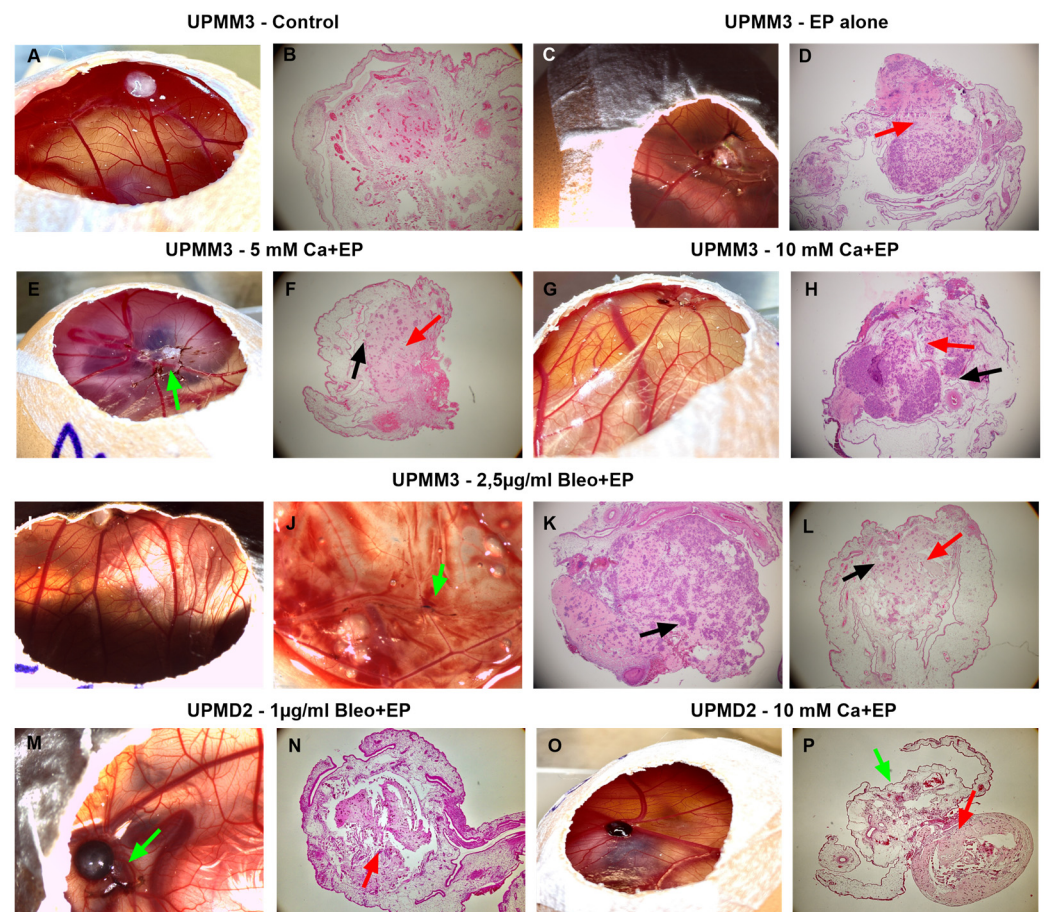 UPMM3 - Control UPMM3 - EP alone
A B C D
UPMM3 - 5 mM Ca+EP UPMM3 - 10 mM Ca+EP
E F G H
UPMM3 - 2,5µg/ml Bleo+EP
I J K L
UPMD2 - 1µg/ml Bleo+EP UPMD2 - 10 mM Ca+EP
M N O P